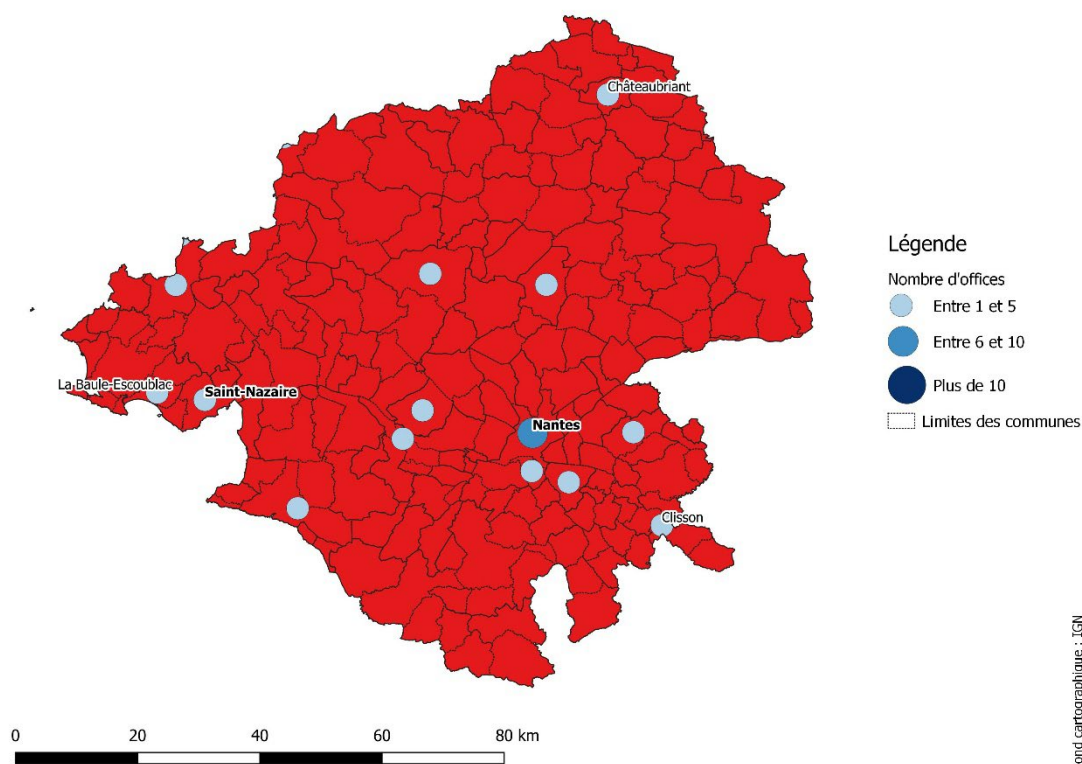 Châteaubriant
La Baule-Escoublac
Saint-Nazaire
Nantes
Clisson
Légende
Nombre d'offices
Entre 1 et 5
Entre 6 et 10
Plus de 10
Limites des communes
0 20 40 60 80 km
ond cartographique : IGN